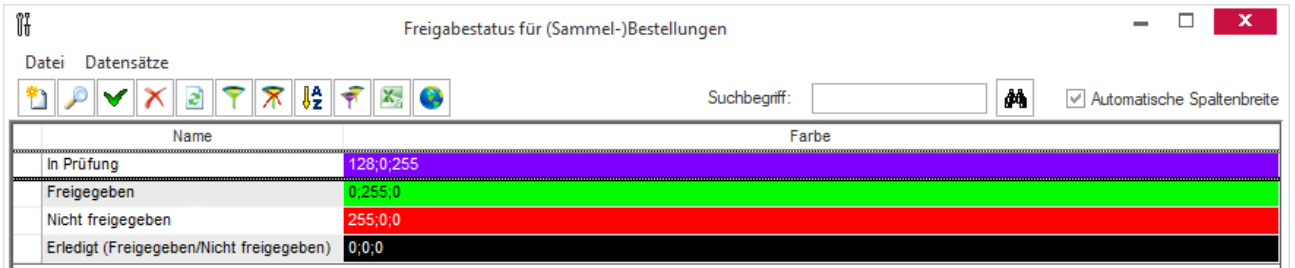 Freigabestatus für (Sammel-)Bestellungen
Datei Datensätze
Suchbegriff: Automatische Spaltenbreite
Name Farbe
In Prüfung 128;0;255
Freigegeben 0;255;0
Nicht freigegeben 255;0;0
Erledigt (Freigegeben/Nicht freigegeben) 0;0;0